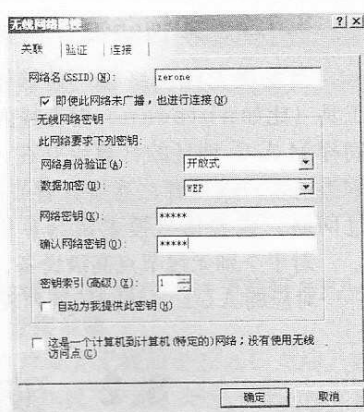 无线网络属性
关联 验证 连接
网络名(SSID)(N): zerone
即使此网络未广播，也进行连接(N)
无线网络密钥
此网络要求下列密钥:
网络身份验证(A): 开放式
数据加密(D): WEP
网络密钥(K): *****
确认网络密钥(O): *****
密钥索引(高级)(X): 1
自动为我提供此密钥(H)
这是一个计算机到计算机(特定的)网络；没有使用无线
访问点(C)
确定 取消